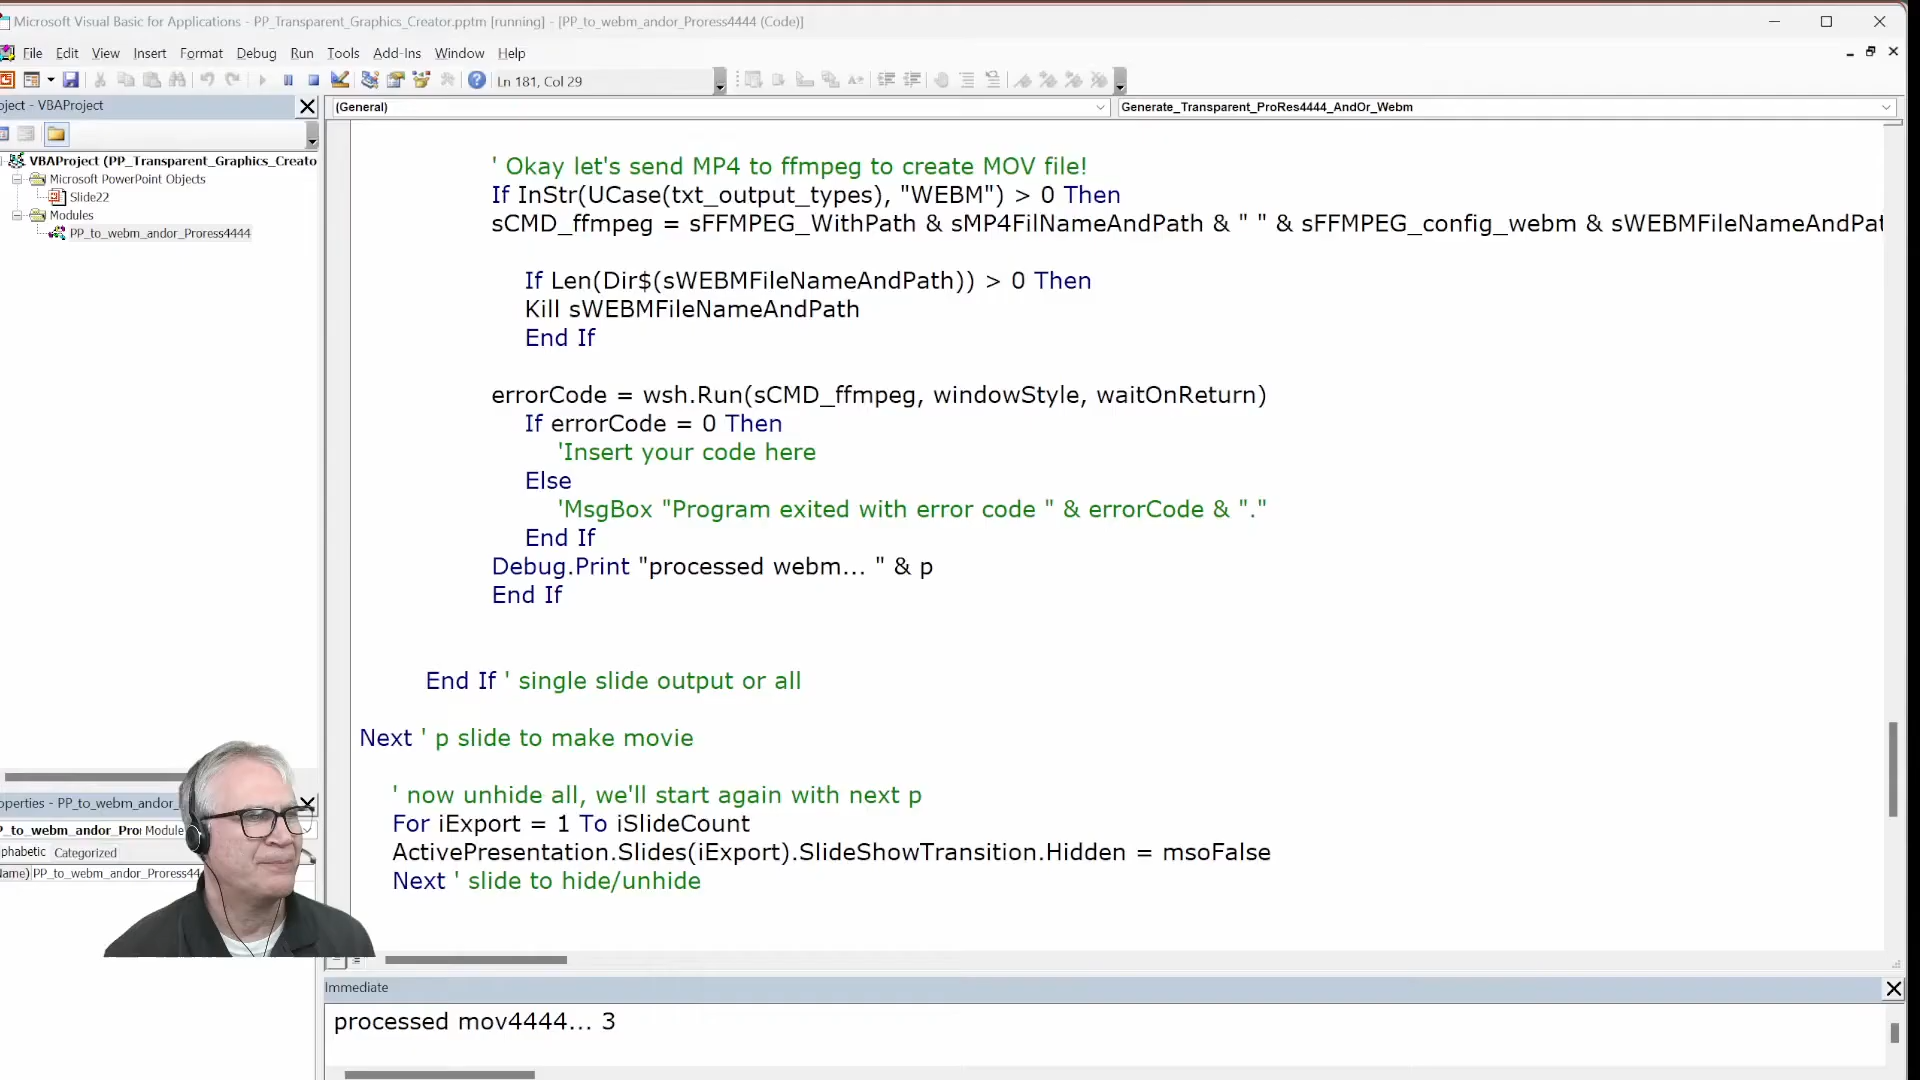 Microsoft Visual Basic for Applications - PP_Transparent_Graphics_Creator.pptm [running] - [PP_to_webm_andor_Proress4444 (Code)]
File Edit View Insert Format Debug Run Tools Add-Ins Window Help
Ln 181, Col 29
oject - VBAProject
(General)
Generate_Transparent_ProRes4444_AndOr_Webm
VBAProject (PP_Transparent_Graphics_Creato
Microsoft PowerPoint Objects
Slide22
Modules
PP_to_webm_andor_Proress4444
' Okay let's send MP4 to ffmpeg to create MOV file!
If InStr(UCase(txt_output_types), "WEBM") > 0 Then
sCMD_ffmpeg = sFFMPEG_WithPath & sMP4FilNameAndPath & " " & sFFMPEG_config_webm & sWEBMFileNameAndPat
If Len(Dir$(sWEBMFileNameAndPath)) > 0 Then
Kill sWEBMFileNameAndPath
End If
errorCode = wsh.Run(sCMD_ffmpeg, windowStyle, waitOnReturn)
If errorCode = 0 Then
'Insert your code here
Else
'MsgBox "Program exited with error code " & errorCode & "."
End If
Debug.Print "processed webm... " & p
End If
End If ' single slide output or all
Next ' p slide to make movie
' now unhide all, we'll start again with next p
For iExport = 1 To iSlideCount
ActivePresentation.Slides(iExport).SlideShowTransition.Hidden = msoFalse
Next ' slide to hide/unhide
operties - PP_to_webm_andor_
P_to_webm_andor_Pro Module
phabetic Categorized
ame) PP_to_webm_andor_Proress44
Immediate
processed mov4444... 3